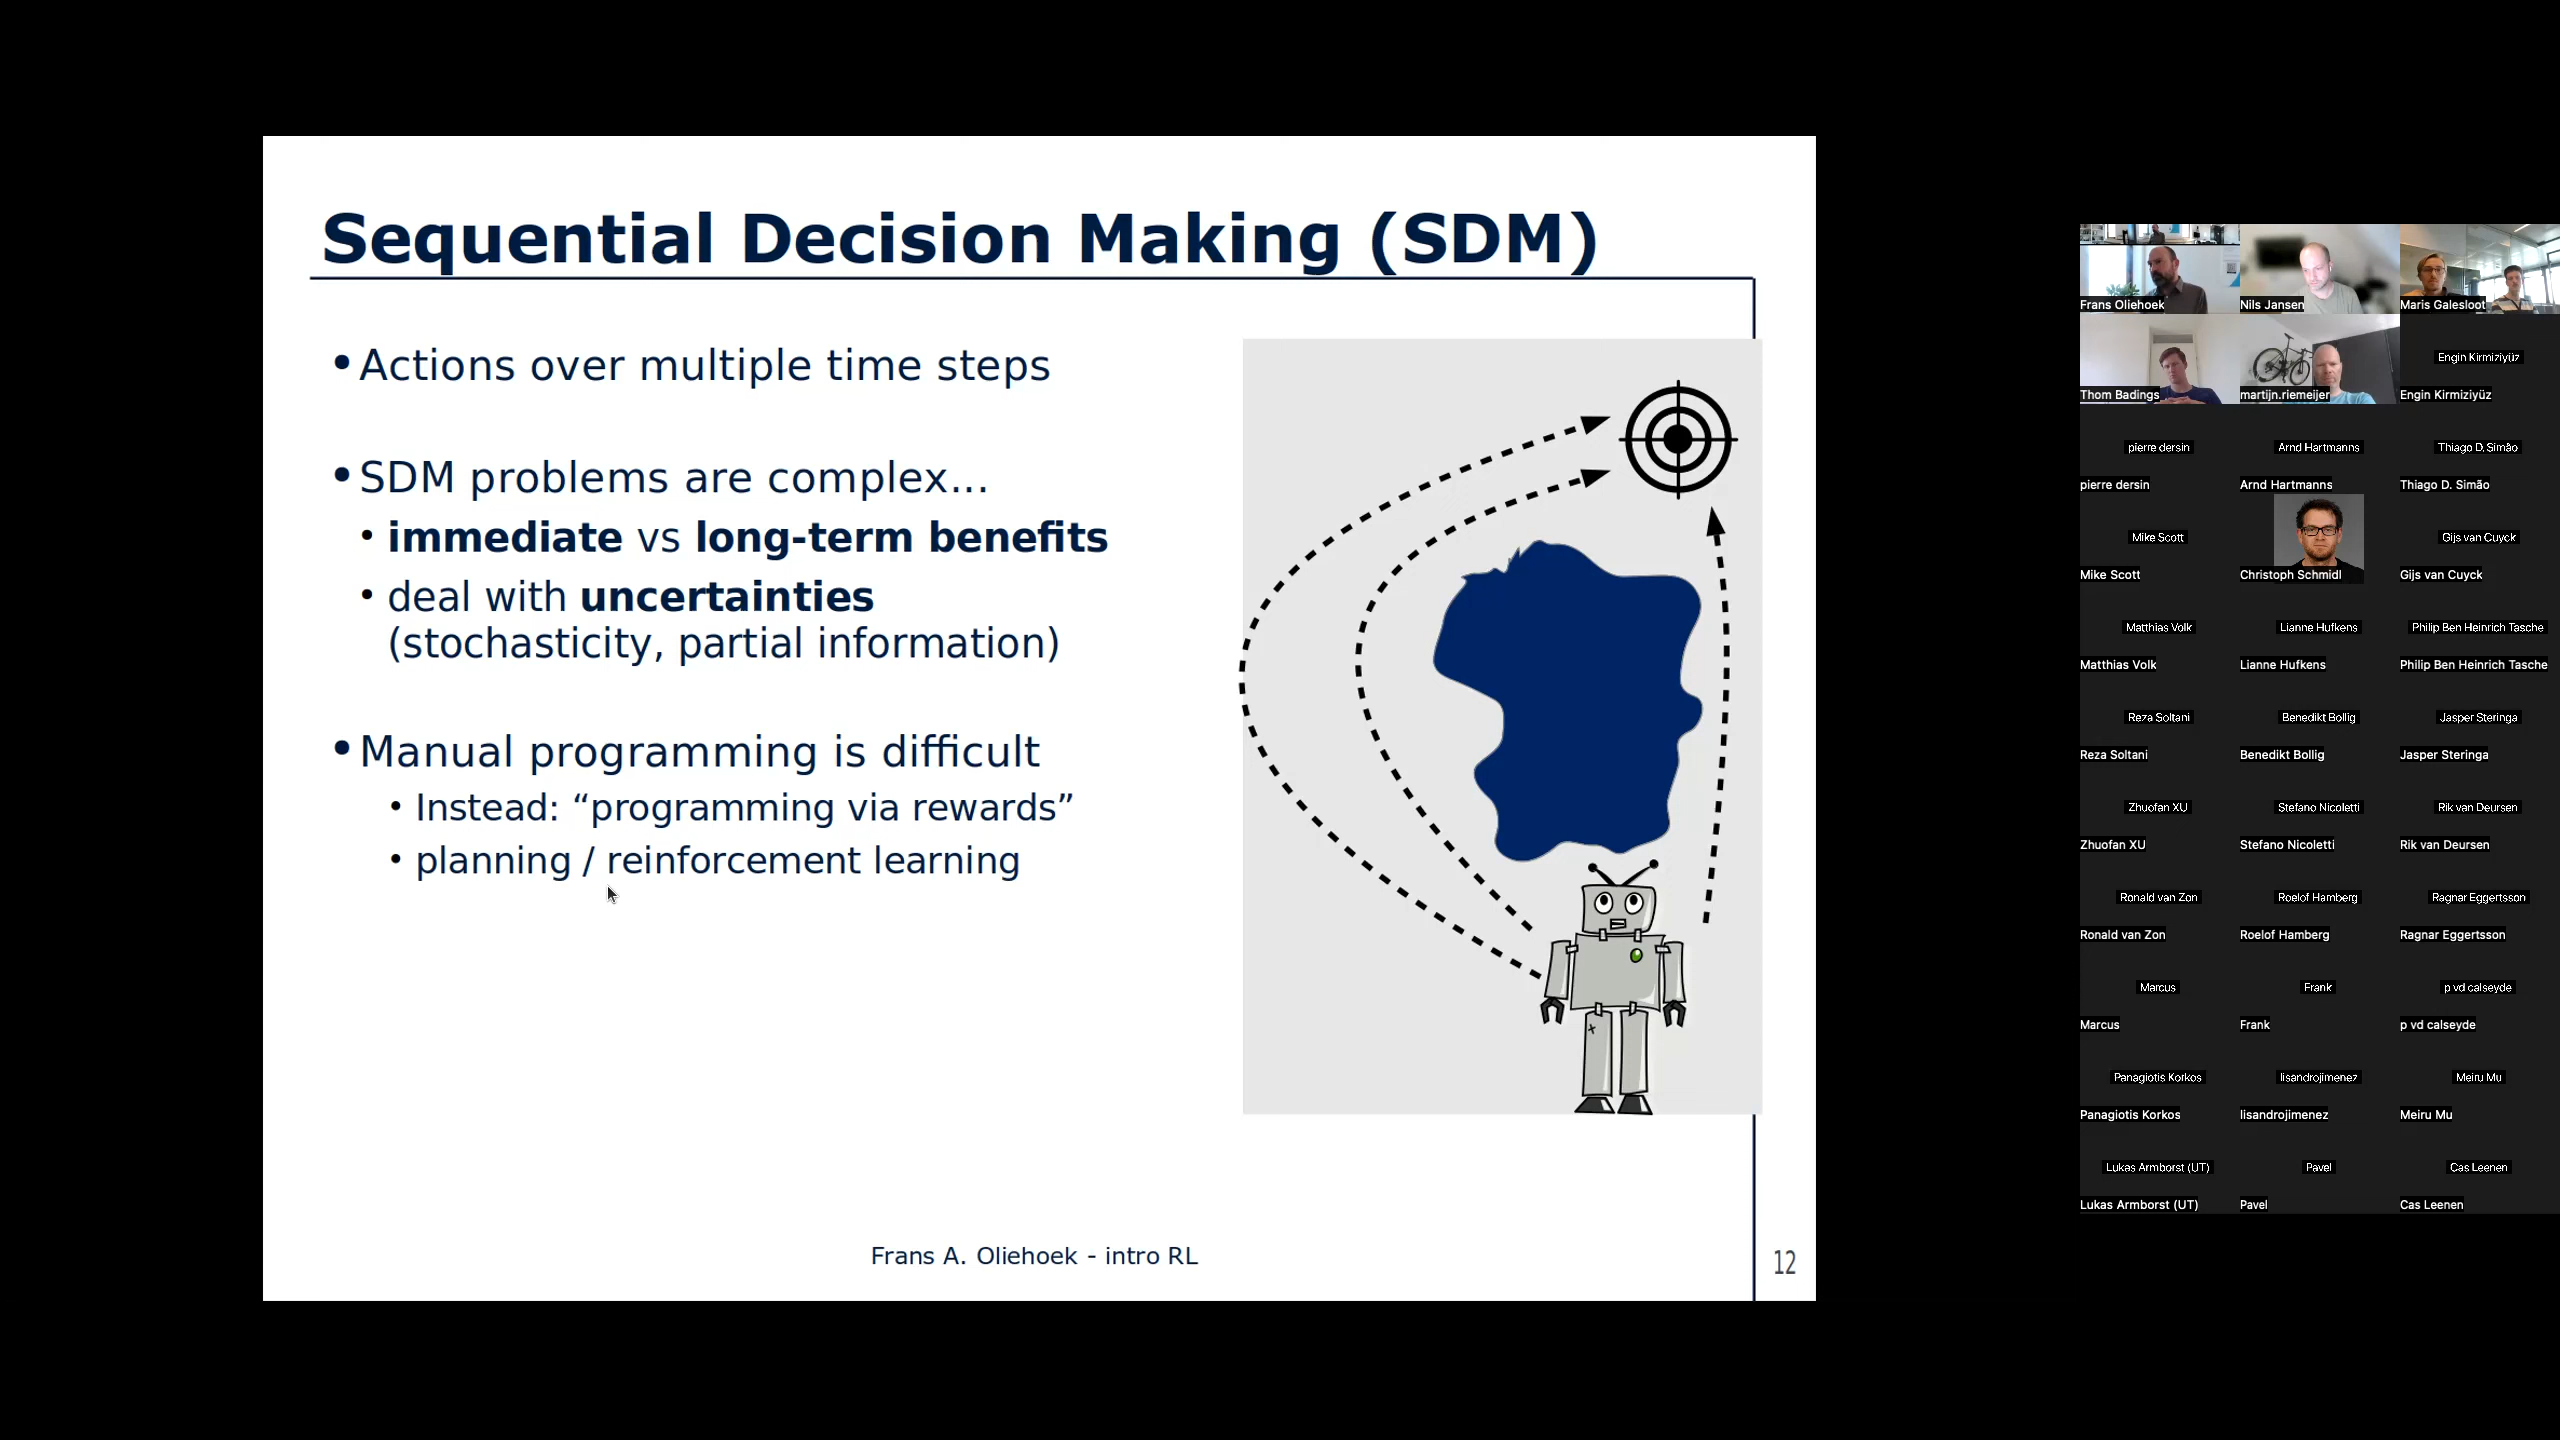 Sequential Decision Making (SDM)
•Actions over multiple time steps
•SDM problems are complex...
• immediate vs long-term benefits
• deal with uncertainties
(stochasticity, partial information)
•Manual programming is difficult
• Instead: “programming via rewards”
• planning / reinforcement learning
Frans A. Oliehoek - intro RL
12
Frans Oliehoek
Nils Jansen
Maris Galesloot
Thom Badings
martijn.riemeijer
Engin Kirmiziyüz
Engin Kirmiziyüz
pierre dersin
Arnd Hartmanns
Thiago D. Simão
pierre dersin
Arnd Hartmanns
Thiago D. Simão
Mike Scott
Gijs van Cuyck
Mike Scott
Christoph Schmidl
Gijs van Cuyck
Matthias Volk
Lianne Hufkens
Philip Ben Heinrich Tasche
Matthias Volk
Lianne Hufkens
Philip Ben Heinrich Tasche
Reza Soltani
Benedikt Bollig
Jasper Steringa
Reza Soltani
Benedikt Bollig
Jasper Steringa
Zhuofan XU
Stefano Nicoletti
Rik van Deursen
Zhuofan XU
Stefano Nicoletti
Rik van Deursen
Ronald van Zon
Roelof Hamberg
Ragnar Eggertsson
Ronald van Zon
Roelof Hamberg
Ragnar Eggertsson
Marcus
Frank
p vd calseyde
Marcus
Frank
p vd calseyde
Panagiotis Korkos
lisandrojimenez
Meiru Mu
Panagiotis Korkos
lisandrojimenez
Meiru Mu
Lukas Armborst (UT)
Pavel
Cas Leenen
Lukas Armborst (UT)
Pavel
Cas Leenen